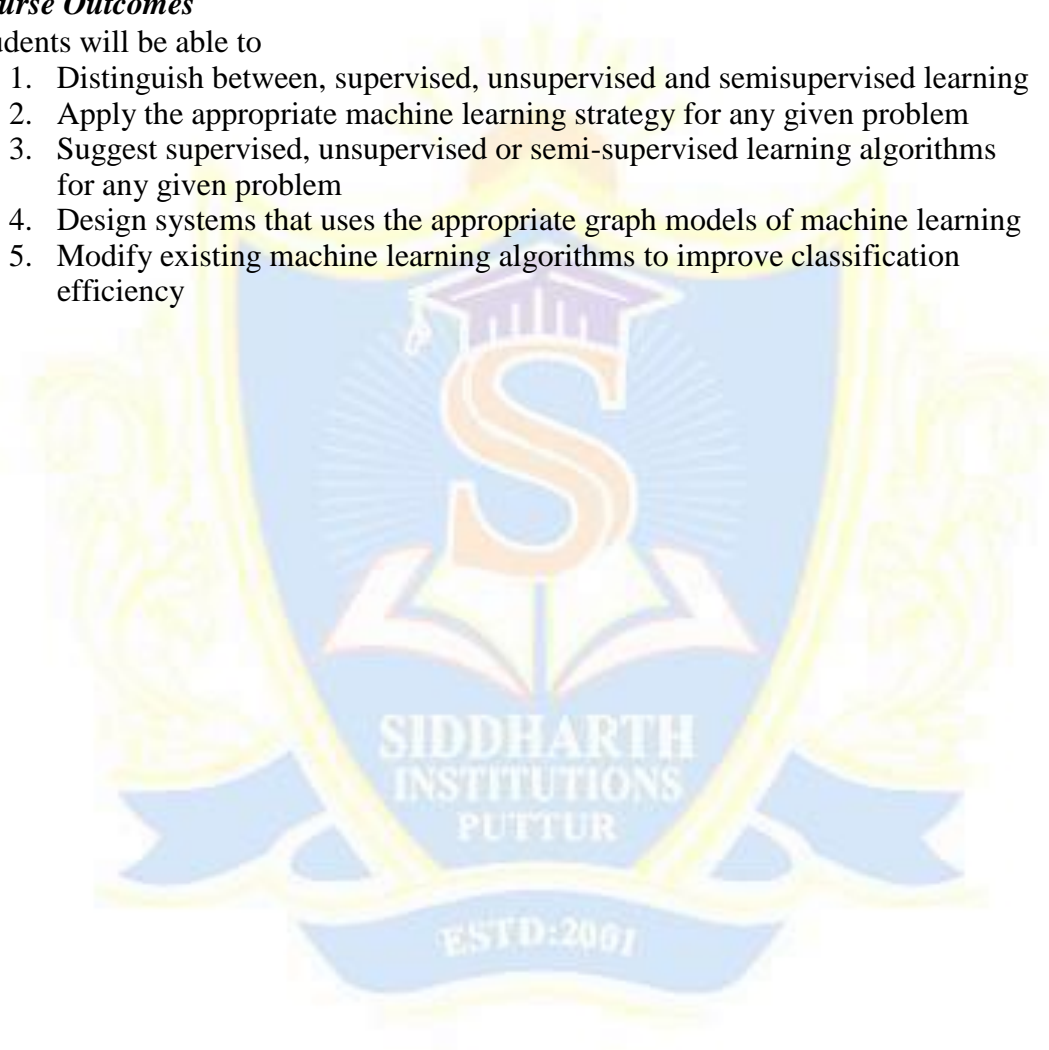 urse Outcomes
udents will be able to
1. Distinguish between, supervised, unsupervised and semisupervised learning
2. Apply the appropriate machine learning strategy for any given problem
3. Suggest supervised, unsupervised or semi-supervised learning algorithms
for any given problem
4. Design systems that uses the appropriate graph models of machine learning
5. Modify existing machine learning algorithms to improve classification
efficiency
S
SIDDHARTH
INSTITUTIONS
PUTTUR
ESTD:2001